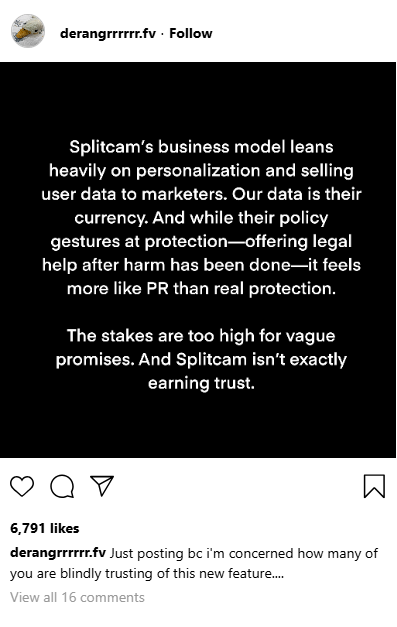 derangrrrrrr.fv · Follow
Splitcam's business model leans
heavily on personalization and selling
user data to marketers. Our data is their
currency. And while their policy
gestures at protection—offering legal
help after harm has been done—it feels
more like PR than real protection.
The stakes are too high for vague
promises. And Splitcam isn't exactly
earning trust.
6,791 likes
derangrrrrrr.fv Just posting bc i'm concerned how many of
you are blindly trusting of this new feature....
View all 16 comments